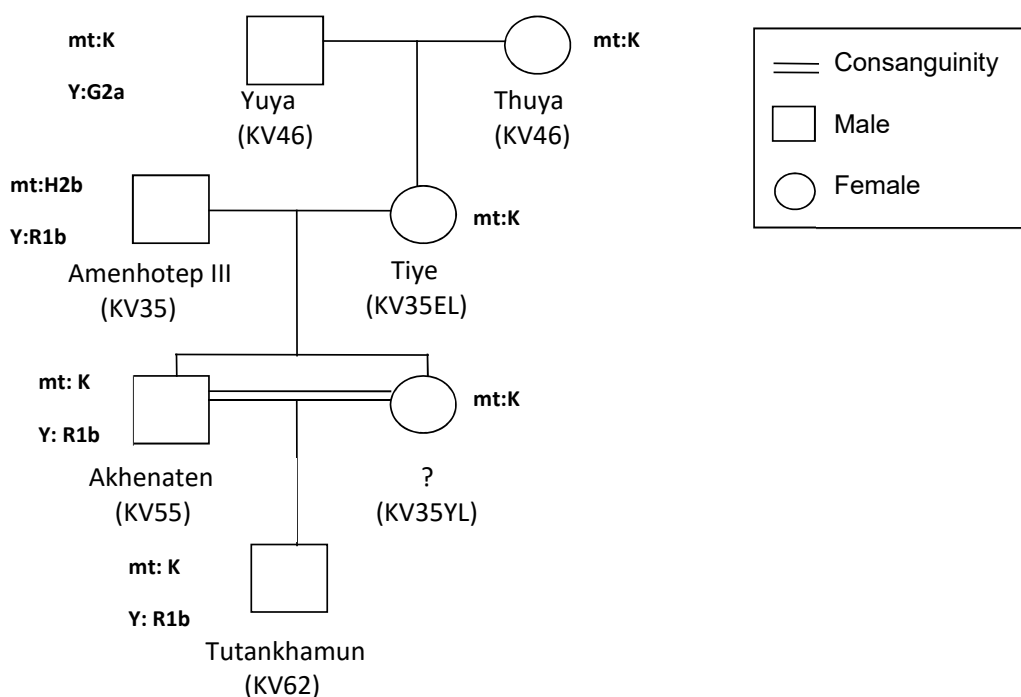 mt:K
Y:G2a
Yuya
(KV46)
mt:K
Thuya
(KV46)
Consanguinity
Male
Female
mt:H2b
Y:R1b
Amenhotep III
(KV35)
mt:K
Tiye
(KV35EL)
mt: K
Y: R1b
Akhenaten
(KV55)
mt:K
?
(KV35YL)
mt: K
Y: R1b
Tutankhamun
(KV62)